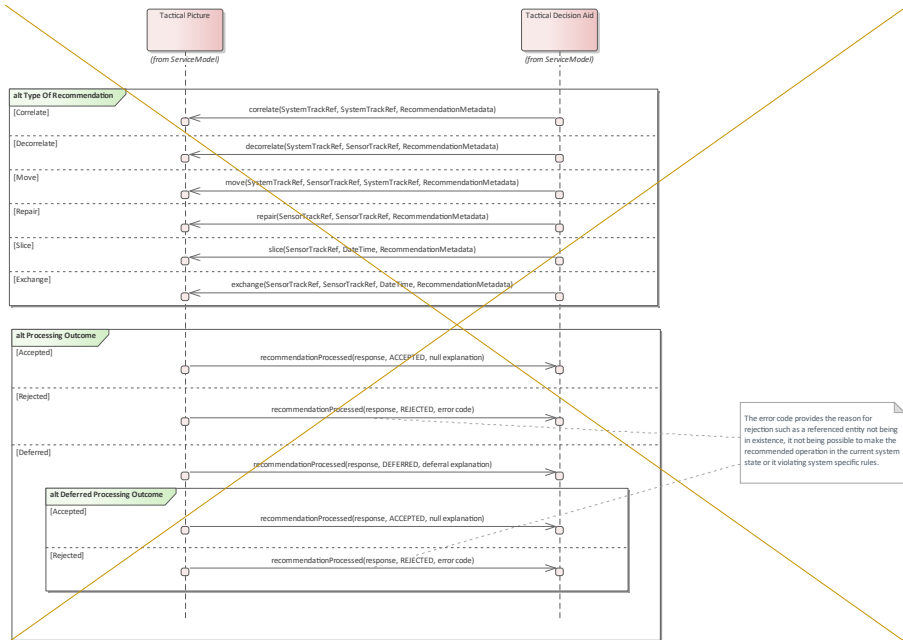 Tactical Picture
Tactical Decision Aid
(from ServiceModel)
(from ServiceModel)
alt Type Of Recommendation
[Correlate]
correlate(SystemTrackRef, SystemTrackRef, RecommendationMetadata)
[Decorrelate]
decorrelate(SystemTrackRef, SensorTrackRef, RecommendationMetadata)
[Move]
move(SystemTrackRef, SensorTrackRef, SystemTrackRef, RecommendationMetadata)
[Repair]
repair(SensorTrackRef, SensorTrackRef, RecommendationMetadata)
[Slice]
slice(SensorTrackRef, DateTime, RecommendationMetadata)
[Exchange]
exchange(SensorTrackRef, SensorTrackRef, DateTime, RecommendationMetadata)
alt Processing Outcome
[Accepted]
recommendationProcessed(response, ACCEPTED, null explanation)
[Rejected]
recommendationProcessed(response, REJECTED, error code)
The error code provides the reason for
rejection such as a referenced entity not being
in existence, it not being possible to make the
recommended operation in the current system
state or it violating system specific rules.
[Deferred]
recommendationProcessed(response, DEFERRED, deferral explanation)
alt Deferred Processing Outcome
[Accepted]
recommendationProcessed(response, ACCEPTED, null explanation)
[Rejected]
recommendationProcessed(response, REJECTED, error code)